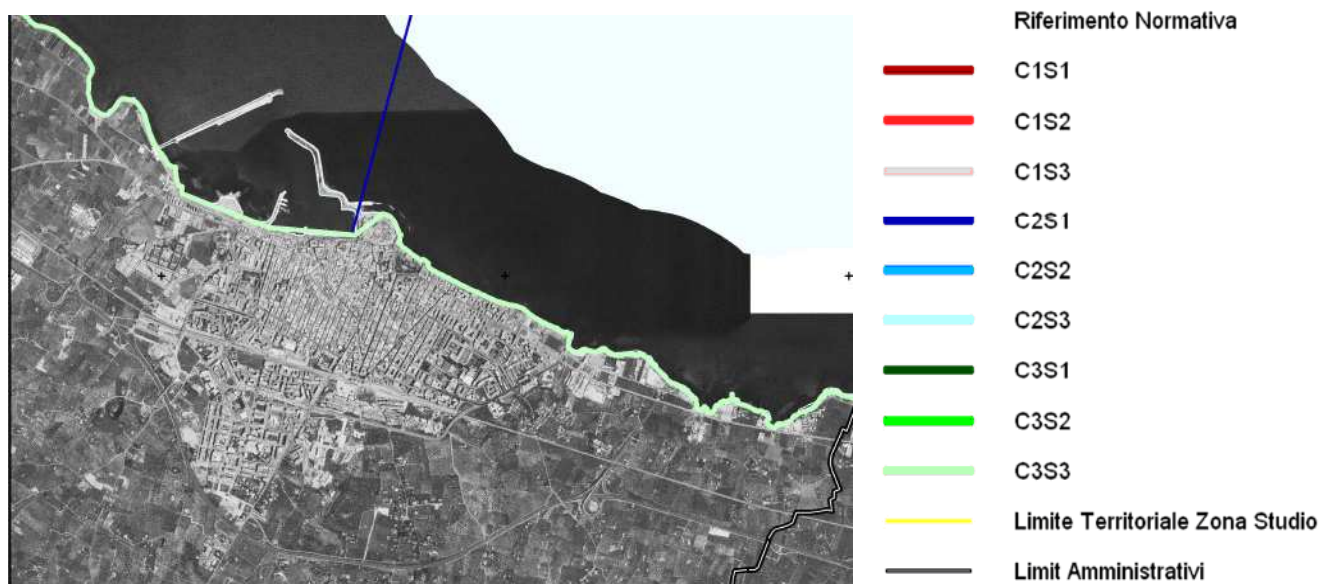 Riferimento Normativa
C1S1
C1S2
C1S3
C2S1
C2S2
C2S3
C3S1
C3S2
C3S3
Limite Territoriale Zona Studio
Limit Amministrativi